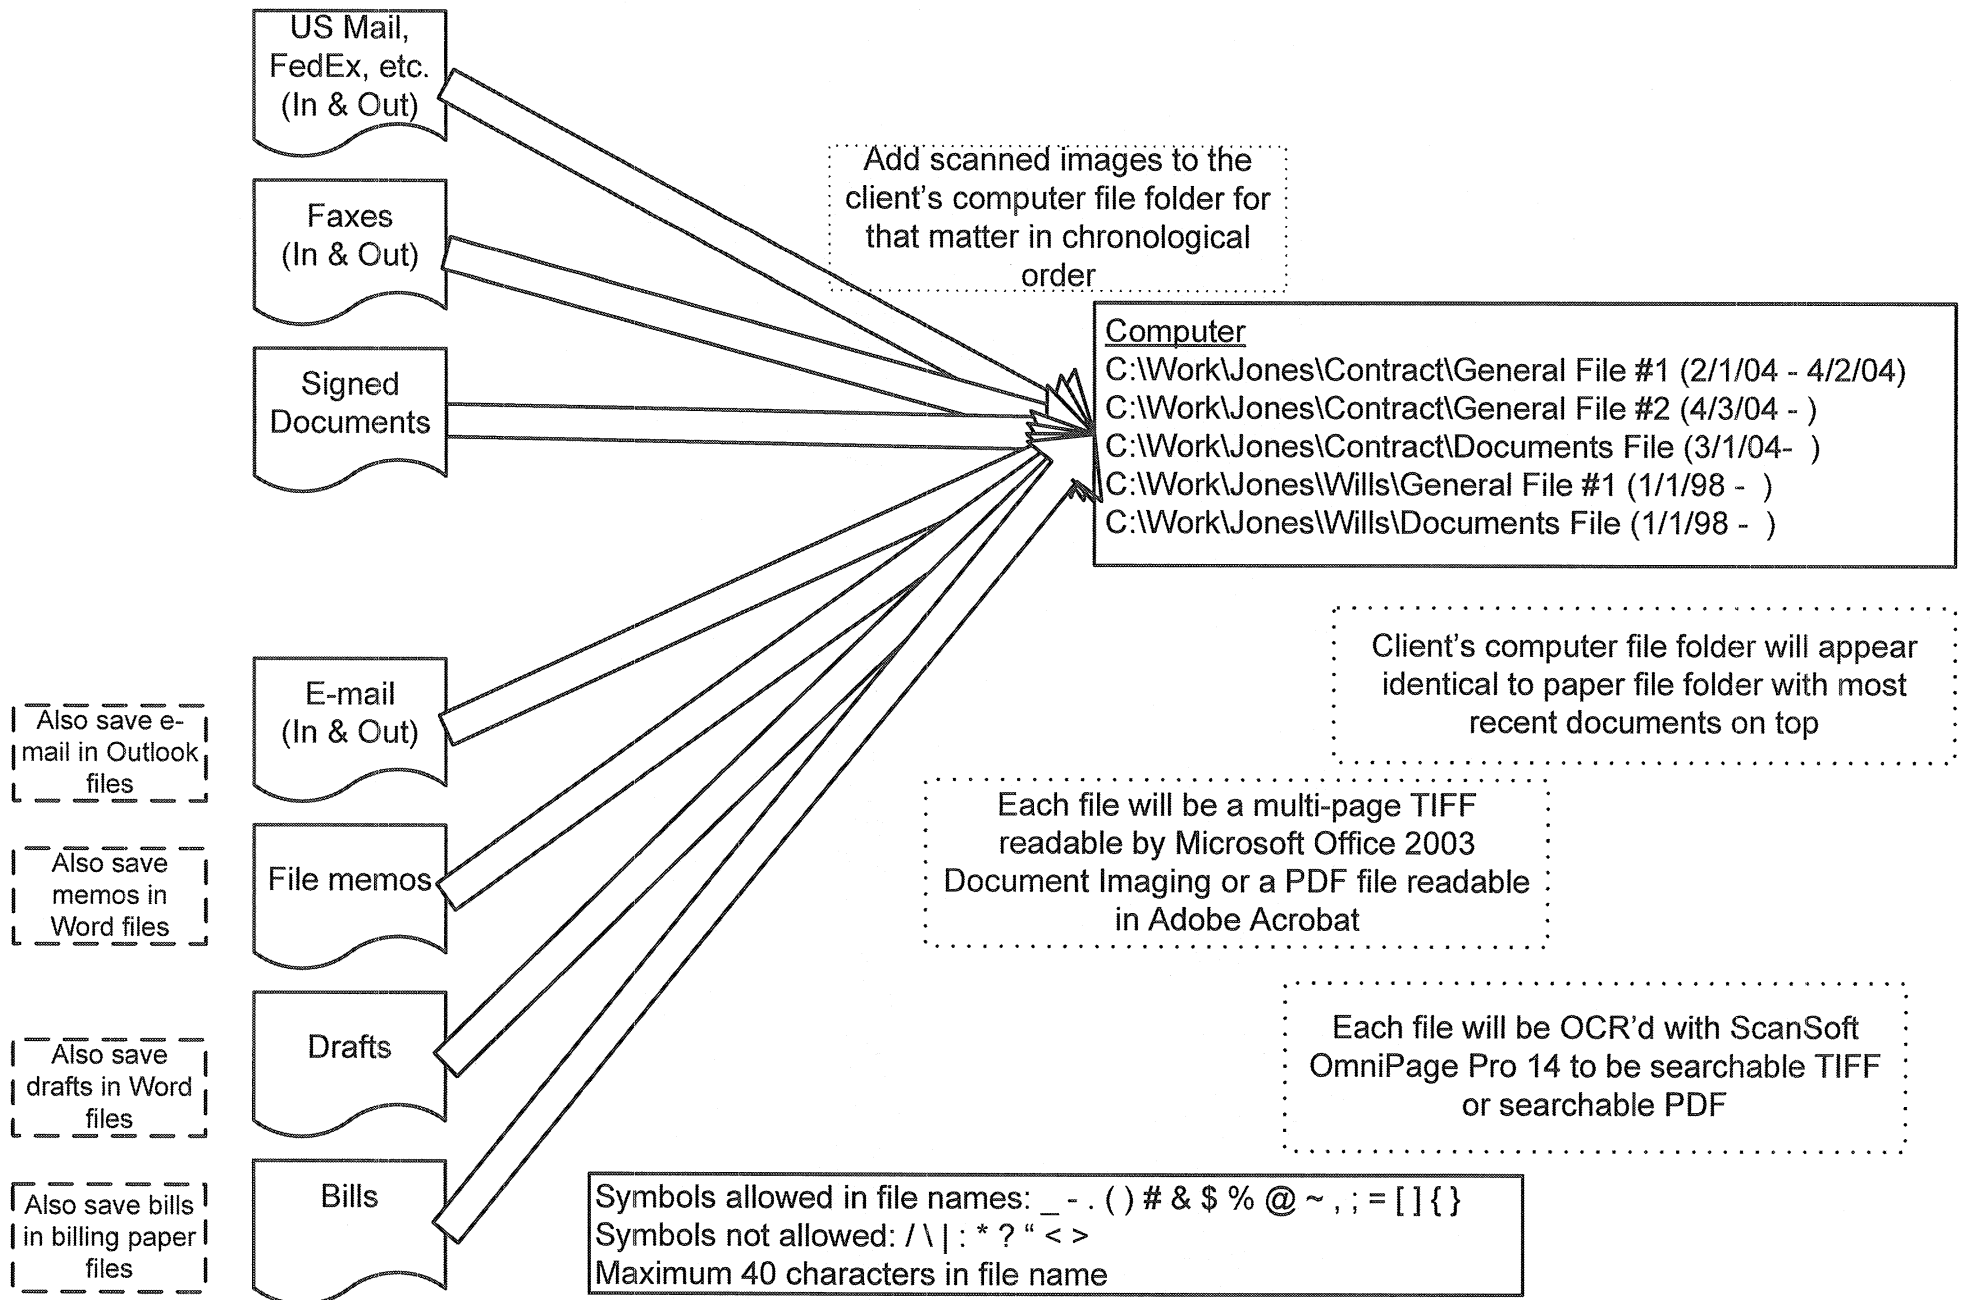 US Mail,
FedEx, etc.
(In & Out)
Add scanned images to the
client's computer file folder for
that matter in chronological
order
Faxes
(In & Out)
Signed
Documents
Computer
C:\Work\Jones\Contract\General File #1 (2/1/04 - 4/2/04)
C:\Work\Jones\Contract\General File #2 (4/3/04 - )
C:\Work\Jones\Contract\Documents File (3/1/04-  )
C:\Work\Jones\Wills\General File #1 (1/1/98 -  )
C:\Work\Jones\Wills\Documents File (1/1/98 -  )
Client's computer file folder will appear
identical to paper file folder with most
recent documents on top
E-mail
(In & Out)
Also save e-
mail in Outlook
files
Each file will be a multi-page TIFF
readable by Microsoft Office 2003
Document Imaging or a PDF file readable
in Adobe Acrobat
File memos
Also save
memos in
Word files
Each file will be OCR'd with ScanSoft
OmniPage Pro 14 to be searchable TIFF
or searchable PDF
Drafts
Also save
drafts in Word
files
Bills
Also save bills
in billing paper
files
Symbols allowed in file names: _ - . ( ) # & $ % @ ~ , ; = [ ] { }
Symbols not allowed: / \ | : * ? “ < >
Maximum 40 characters in file name